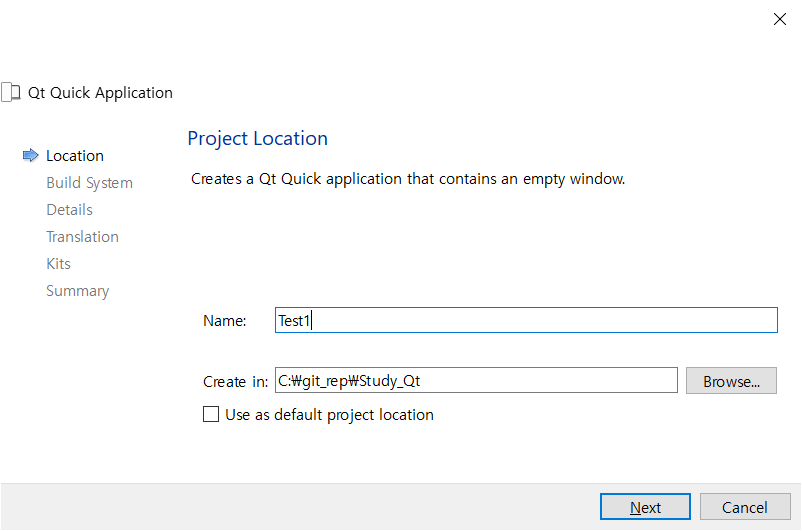 Qt Quick Application
Location
Build System
Details
Translation
Kits
Summary
Project Location
Creates a Qt Quick application that contains an empty window.
Name: Test1
Create in: C:₩git_rep₩Study_Qt Browse...
Use as default project location
Next Cancel